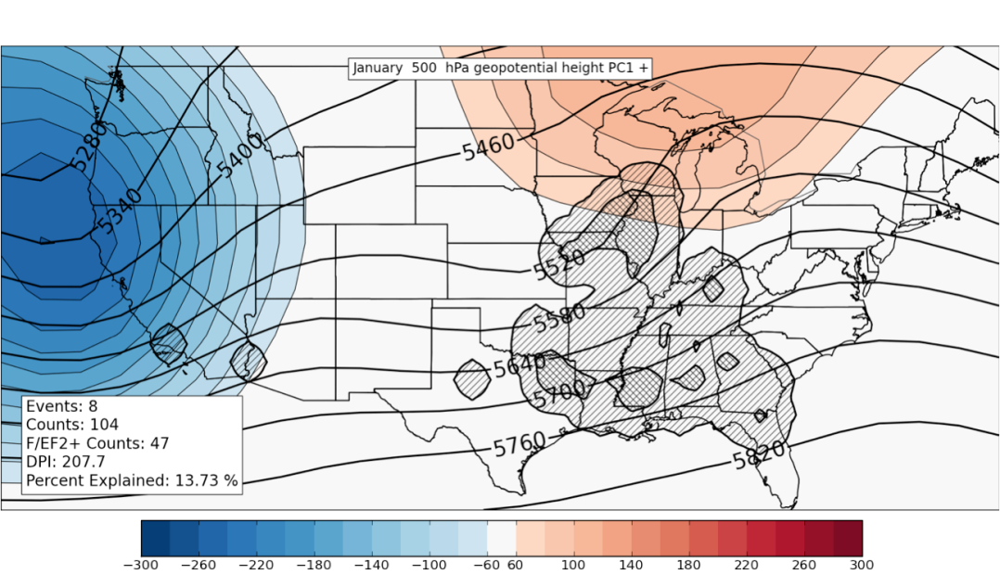 January 500 hPa geopotential height PC1 +
5280
5400
5460
5340
5520
5580
5640
5700
5760
5820
Events: 8
Counts: 104
F/EF2+ Counts: 47
DPI: 207.7
Percent Explained: 13.73 %
−300 −260 −220 −180 −140 −100 −60 60 100 140 180 220 260 300